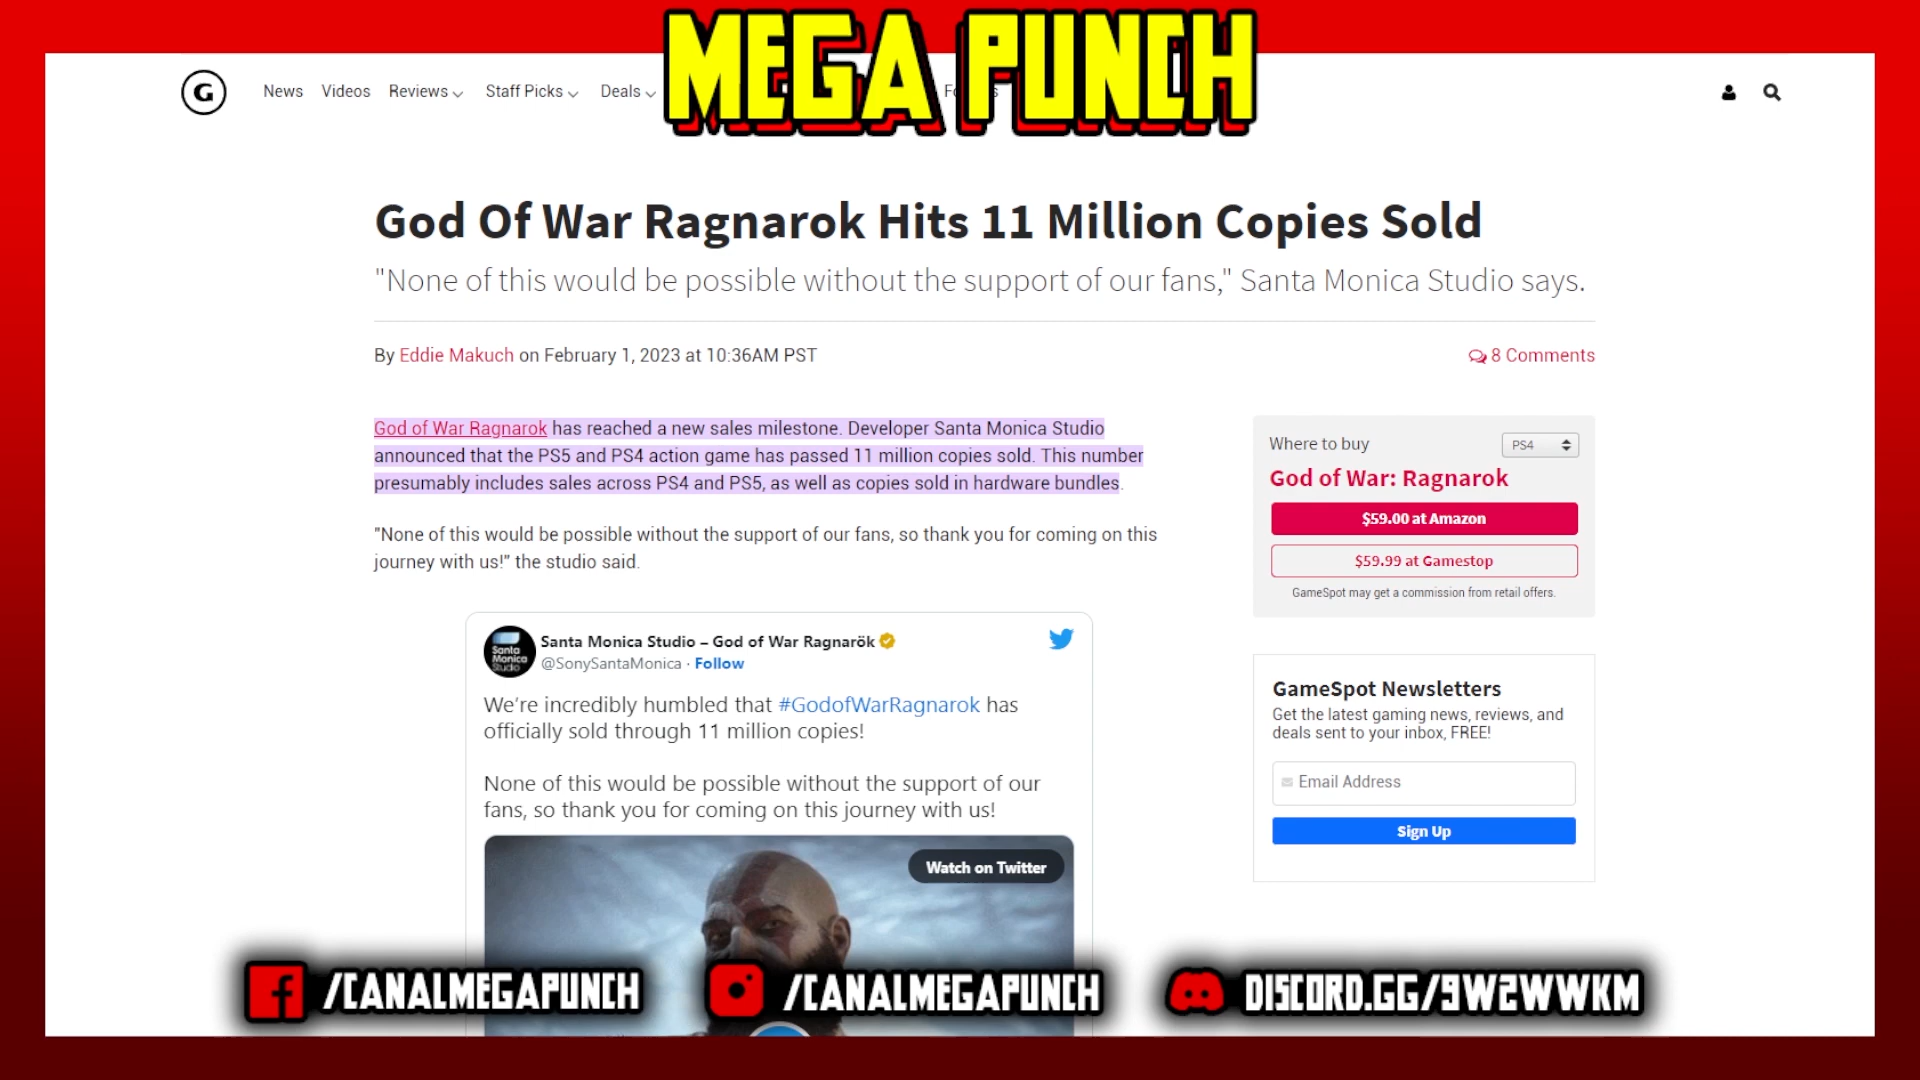 MEGA PUNCH
G
News Videos Reviews Staff Picks Deals
God Of War Ragnarok Hits 11 Million Copies Sold
"None of this would be possible without the support of our fans," Santa Monica Studio says.
By Eddie Makuch on February 1, 2023 at 10:36AM PST
8 Comments
God of War Ragnarok has reached a new sales milestone. Developer Santa Monica Studio
announced that the PS5 and PS4 action game has passed 11 million copies sold. This number
presumably includes sales across PS4 and PS5, as well as copies sold in hardware bundles.
"None of this would be possible without the support of our fans, so thank you for coming on this
journey with us!" the studio said.
Where to buy
PS4
God of War: Ragnarok
$59.00 at Amazon
$59.99 at Gamestop
GameSpot may get a commission from retail offers.
Santa Monica Studio
Santa Monica Studio – God of War Ragnarök
@SonySantaMonica · Follow
We're incredibly humbled that #GodofWarRagnarok has
officially sold through 11 million copies!
None of this would be possible without the support of our
fans, so thank you for coming on this journey with us!
Watch on Twitter
GameSpot Newsletters
Get the latest gaming news, reviews, and
deals sent to your inbox, FREE!
Email Address
Sign Up
/CANALMEGAPUNCH
/CANALMEGAPUNCH
DISCORD.GG/9W2WWKM